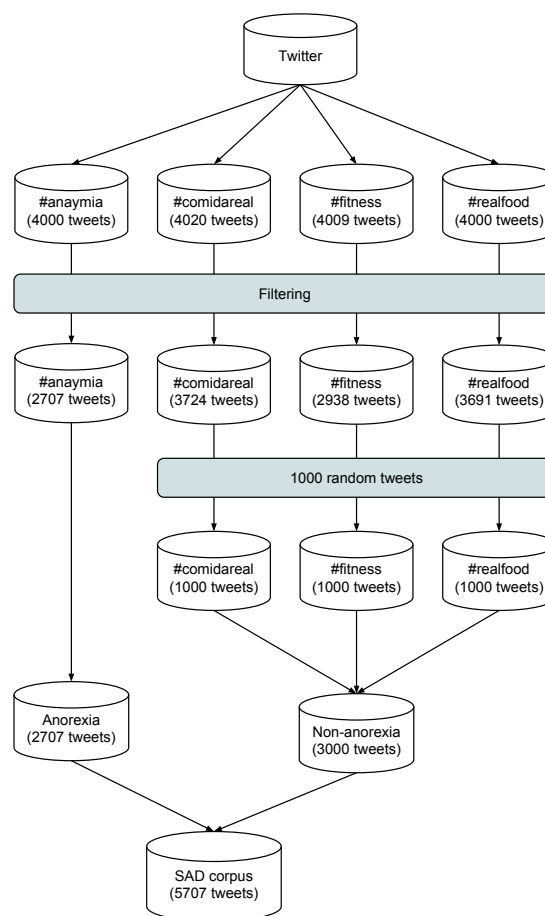 Twitter
#anaymia
(4000 tweets)
#comidareal
(4020 tweets)
#fitness
(4009 tweets)
#realfood
(4000 tweets)
Filtering
#anaymia
(2707 tweets)
#comidareal
(3724 tweets)
#fitness
(2938 tweets)
#realfood
(3691 tweets)
1000 random tweets
#comidareal
(1000 tweets)
#fitness
(1000 tweets)
#realfood
(1000 tweets)
Anorexia
(2707 tweets)
Non-anorexia
(3000 tweets)
SAD corpus
(5707 tweets)